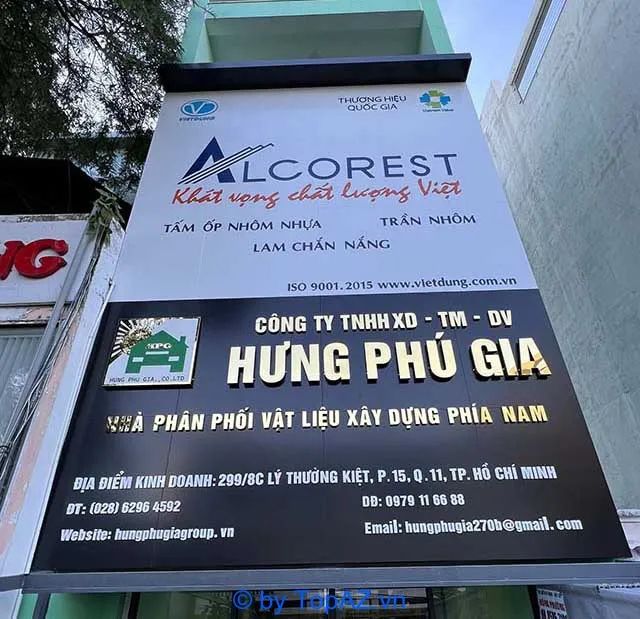 VIETDUNG
THƯƠNG HIỆU
QUỐC GIA
Vietnam Value
ALCOREST
Khát vọng chất lượng Việt
TẤM ỐP NHÔM NHỰA
TRẦN NHÔM
LAM CHẮN NẮNG
ISO 9001.2015 www.vietdung.com.vn
HPG
HUNG PHU GIA.,CO.LTD
CÔNG TY TNHH XD - TM - DV
HƯNG PHÚ GIA
NHÀ PHÂN PHỐI VẬT LIỆU XÂY DỰNG PHÍA NAM
ĐỊA ĐIỂM KINH DOANH: 299/8C LÝ THƯỜNG KIỆT, P.15, Q.11, TP. HỒ CHÍ MINH
ĐT: (028) 6296 4592
DĐ: 0979 11 66 88
Website: hungphugiagroup.vn
Email: hungphugia270b@gmail.com
© by TopAZ.vn